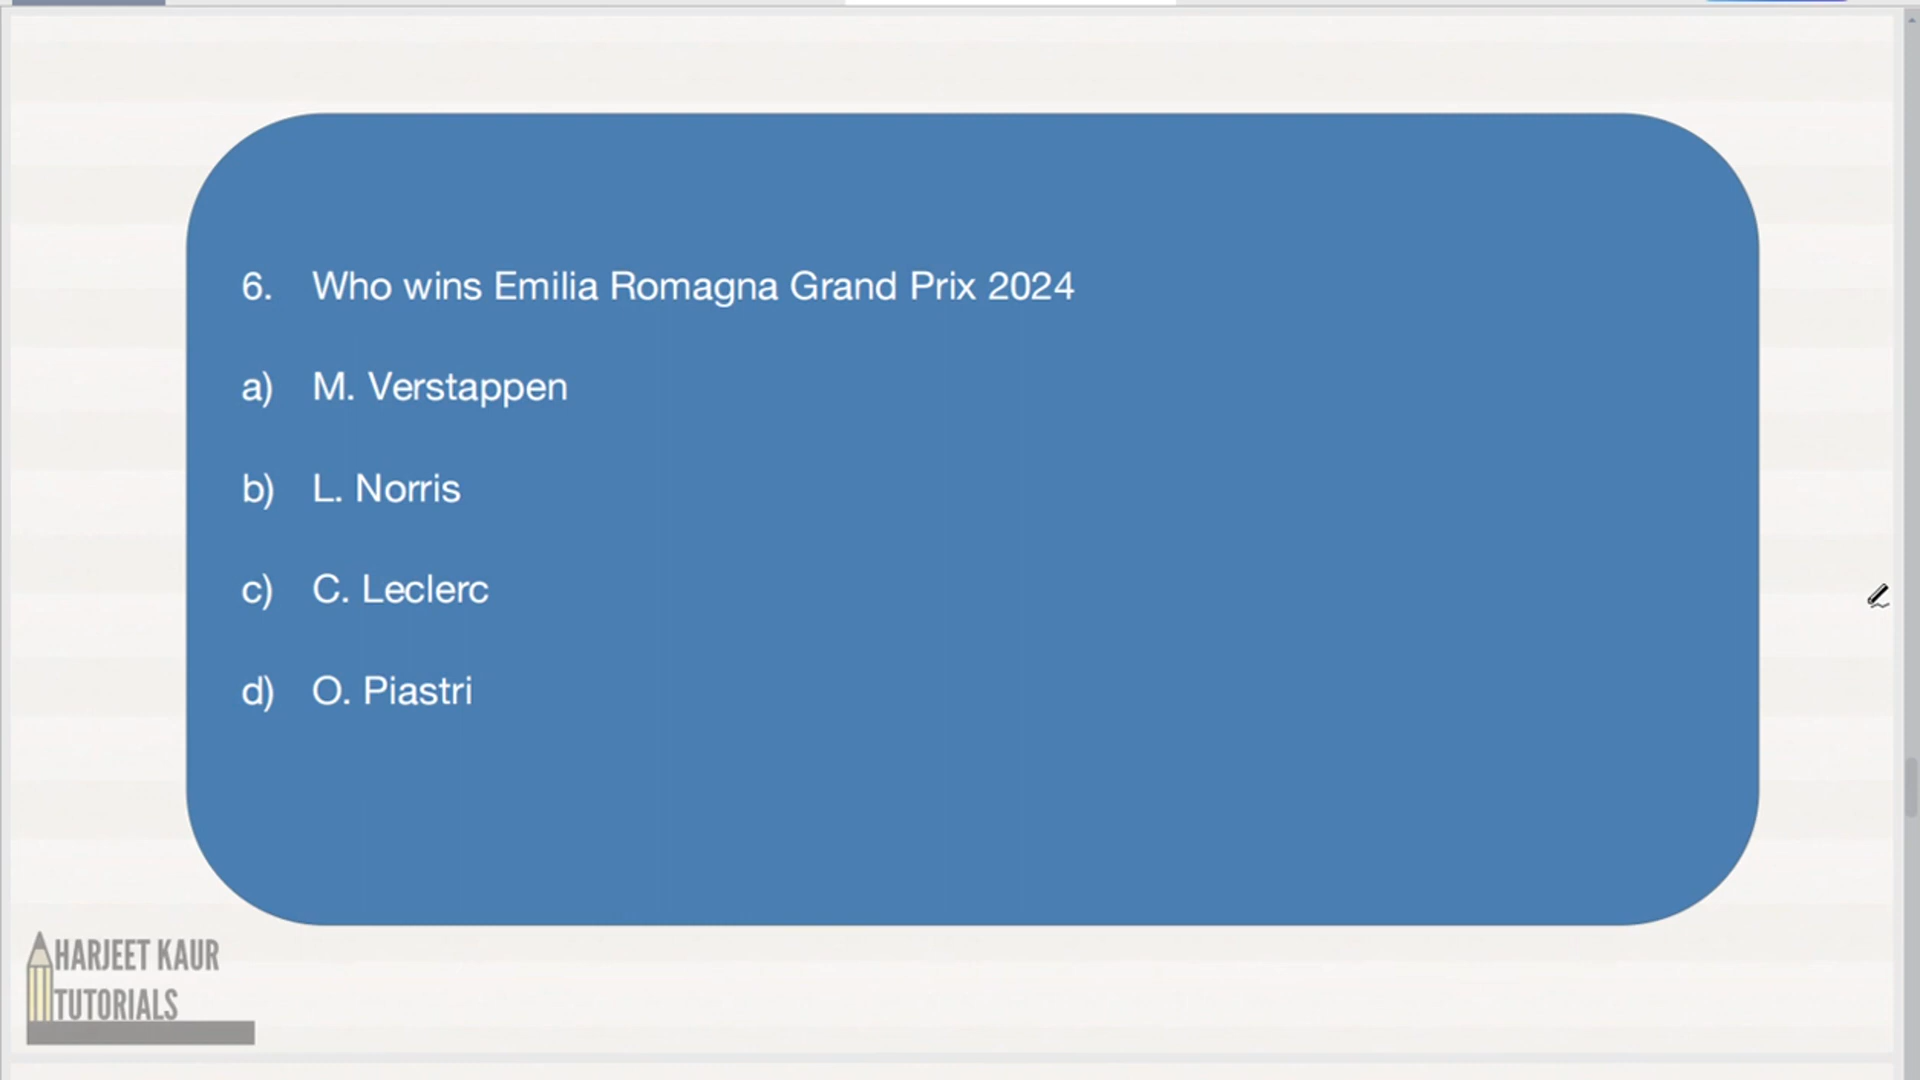 6. Who wins Emilia Romagna Grand Prix 2024
a) M. Verstappen
b) L. Norris
c) C. Leclerc
d) O. Piastri
HARJEET KAUR
TUTORIALS